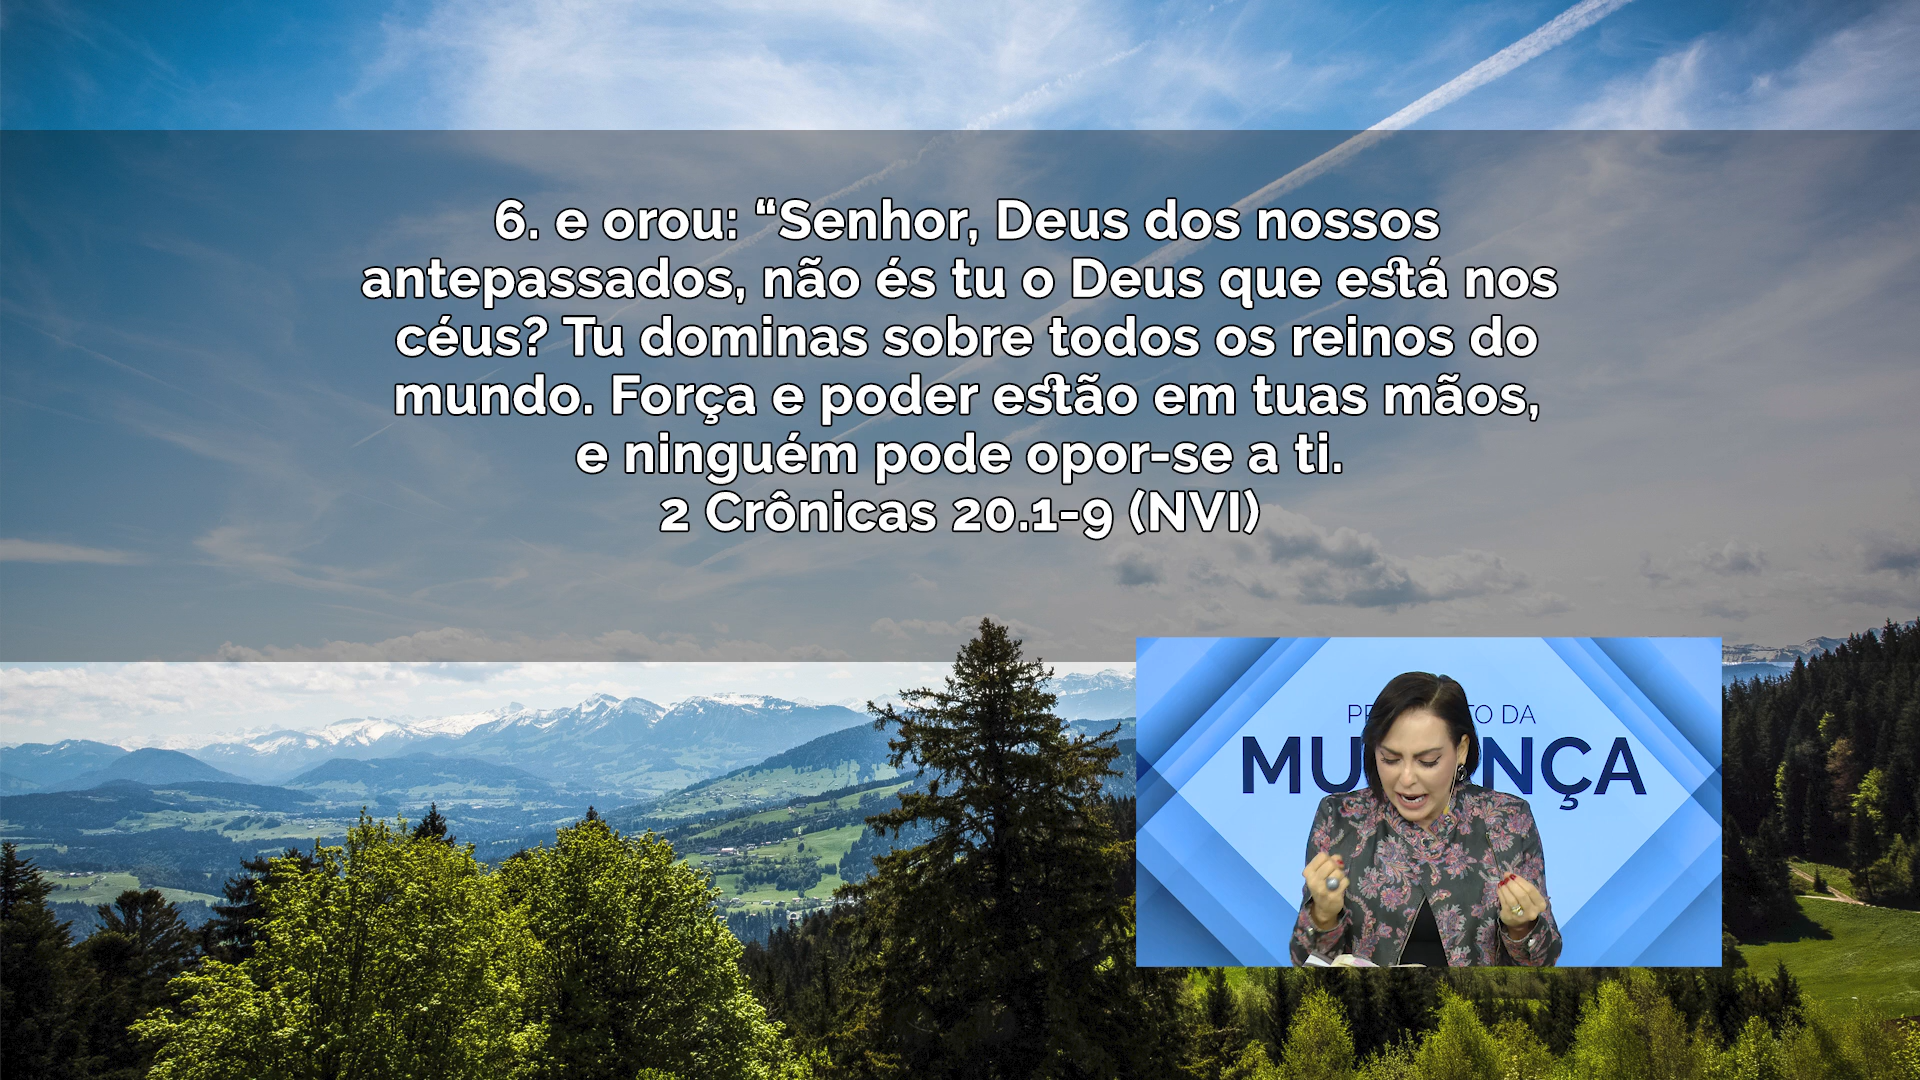 6. e orou: “Senhor, Deus dos nossos
antepassados, não és tu o Deus que está nos
céus? Tu dominas sobre todos os reinos do
mundo. Força e poder estão em tuas mãos,
e ninguém pode opor-se a ti.
2 Crônicas 20.1-9 (NVI)
DA